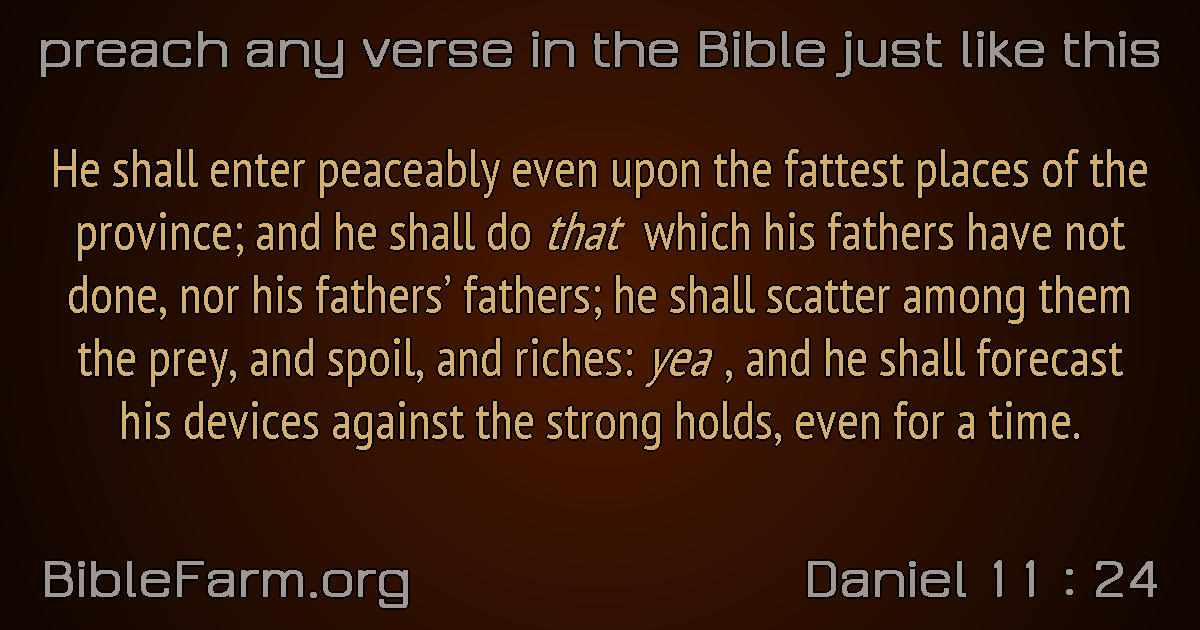 preach any verse in the Bible just like this
He shall enter peaceably even upon the fattest places of the
province; and he shall do that which his fathers have not
done, nor his fathers’ fathers; he shall scatter among them
the prey, and spoil, and riches: yea , and he shall forecast
his devices against the strong holds, even for a time.
BibleFarm.org
Daniel 11 : 24